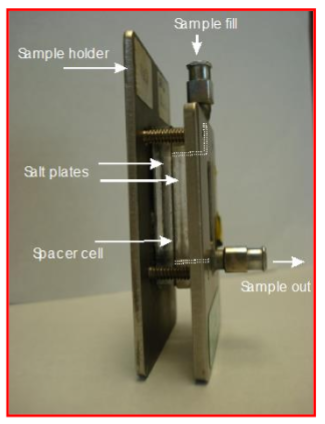 Sample fill
Sample holder
Salt plates
Spacer cell
Sample out